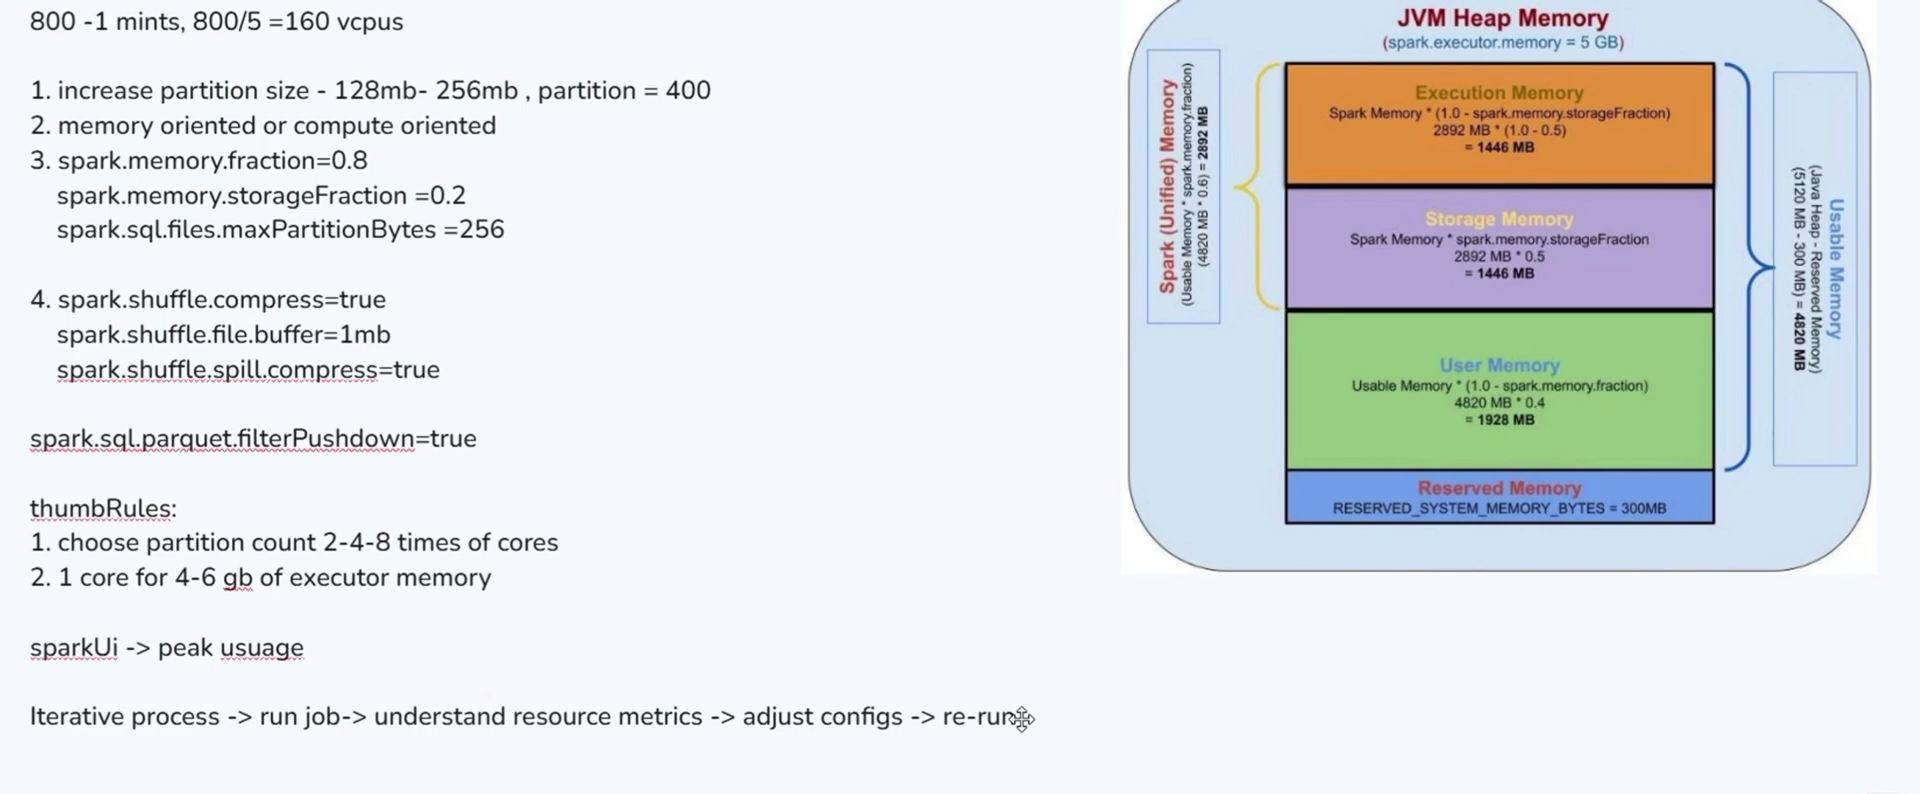 800 -1 mints, 800/5 =160 vcpus
1. increase partition size - 128mb- 256mb , partition = 400
2. memory oriented or compute oriented
3. spark.memory.fraction=0.8
spark.memory.storageFraction =0.2
spark.sql.files.maxPartitionBytes =256
4. spark.shuffle.compress=true
spark.shuffle.file.buffer=1mb
spark.shuffle.spill.compress=true
spark.sql.parquet.filterPushdown=true
thumbRules:
1. choose partition count 2-4-8 times of cores
2. 1 core for 4-6 gb of executor memory
sparkUi -> peak usuage
Iterative process -> run job-> understand resource metrics -> adjust configs -> re-run
JVM Heap Memory
(spark.executor.memory = 5 GB)
Spark (Unified) Memory
(Usable Memory * spark.memory.fraction)
(4820 MB * 0.6) = 2892 MB
Execution Memory
Spark Memory * (1.0 - spark.memory.storageFraction)
2892 MB * (1.0 - 0.5)
= 1446 MB
Storage Memory
Spark Memory * spark.memory.storageFraction
2892 MB * 0.5
= 1446 MB
User Memory
Usable Memory * (1.0 - spark.memory.fraction)
4820 MB * 0.4
= 1928 MB
Reserved Memory
RESERVED_SYSTEM_MEMORY_BYTES = 300MB
Usable Memory
(Java Heap - Reserved Memory)
(5120 MB - 300 MB) = 4820 MB